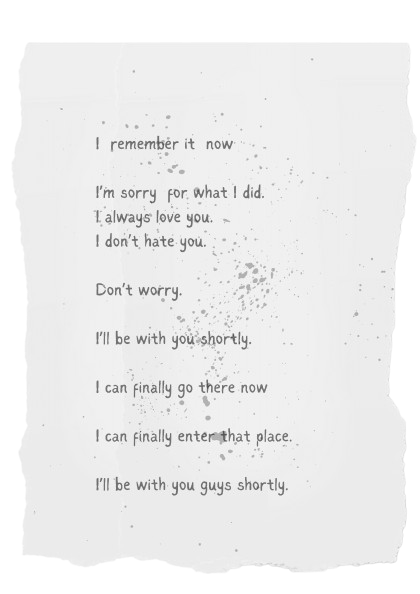 I remember it now
I'm sorry for what I did.
I always love you.
I don't hate you.
Don't worry.
I'll be with you shortly.
I can finally go there now
I can finally enter that place.
I'll be with you guys shortly.